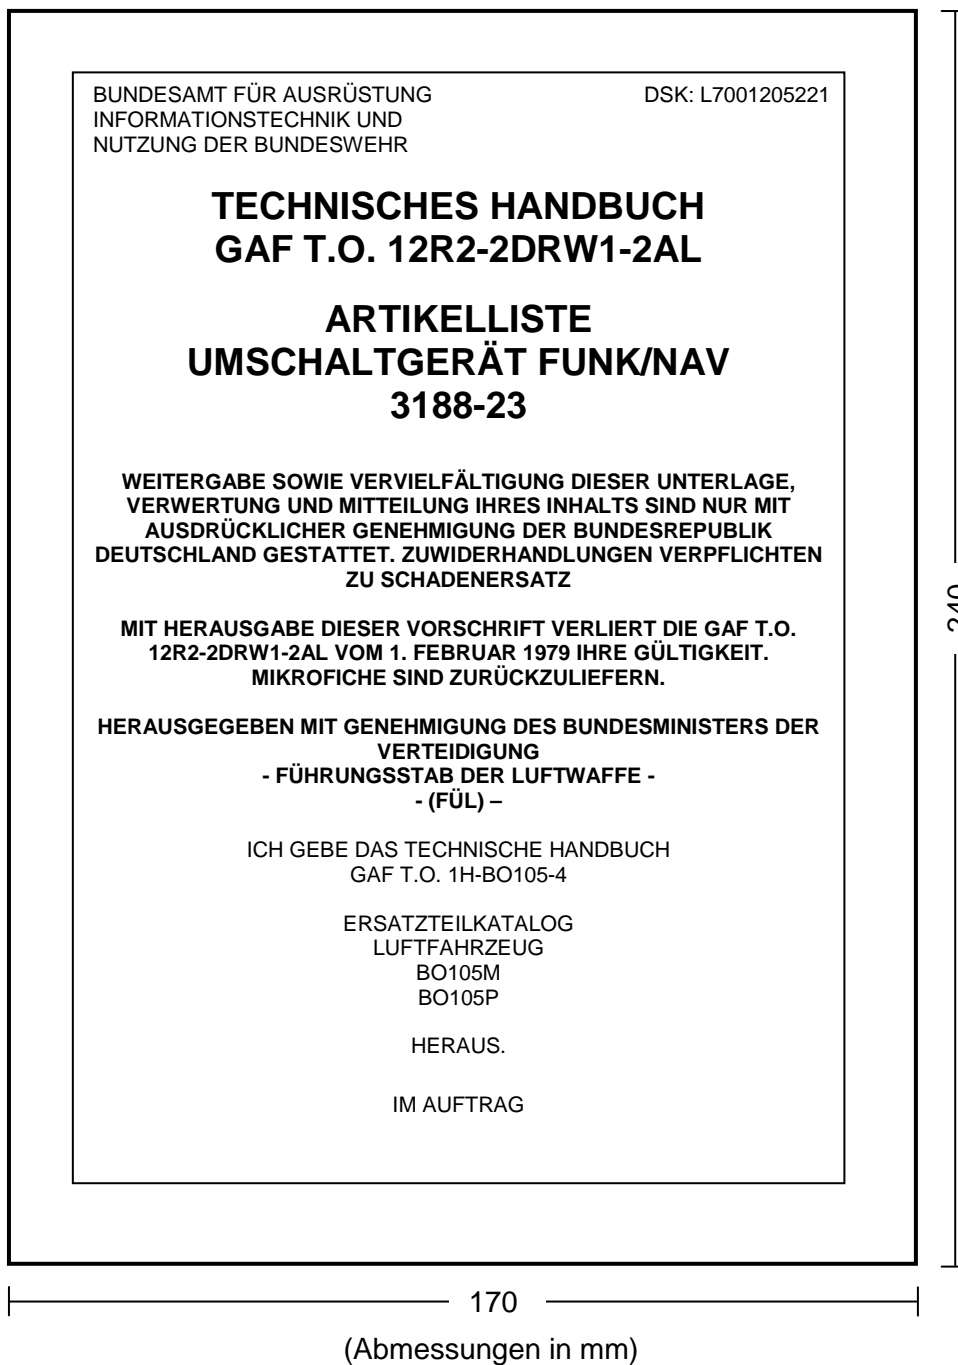 BUNDESAMT FÜR AUSRÜSTUNG DSK: L7001205221
INFORMATIONSTECHNIK UND
NUTZUNG DER BUNDESWEHR
TECHNISCHES HANDBUCH
GAF T.O. 12R2-2DRW1-2AL
ARTIKELLISTE
UMSCHALTGERÄT FUNK/NAV
3188-23
WEITERGABE SOWIE VERVIELFÄLTIGUNG DIESER UNTERLAGE,
VERWERTUNG UND MITTEILUNG IHRES INHALTS SIND NUR MIT
AUSDRÜCKLICHER GENEHMIGUNG DER BUNDESREPUBLIK
DEUTSCHLAND GESTATTET. ZUWIDERHANDLUNGEN VERPFLICHTEN
ZU SCHADENERSATZ
MIT HERAUSGABE DIESER VORSCHRIFT VERLIERT DIE GAF T.O.
12R2-2DRW1-2AL VOM 1. FEBRUAR 1979 IHRE GÜLTIGKEIT.
MIKROFICHE SIND ZURÜCKZULIEFERN.
HERAUSGEGEBEN MIT GENEHMIGUNG DES BUNDESMINISTERS DER
VERTEIDIGUNG
- FÜHRUNGSSTAB DER LUFTWAFFE -
- (FÜL) –
ICH GEBE DAS TECHNISCHE HANDBUCH
GAF T.O. 1H-BO105-4
ERSATZTEILKATALOG
LUFTFAHRZEUG
BO105M
BO105P
HERAUS.
IM AUFTRAG
240
170
(Abmessungen in mm)